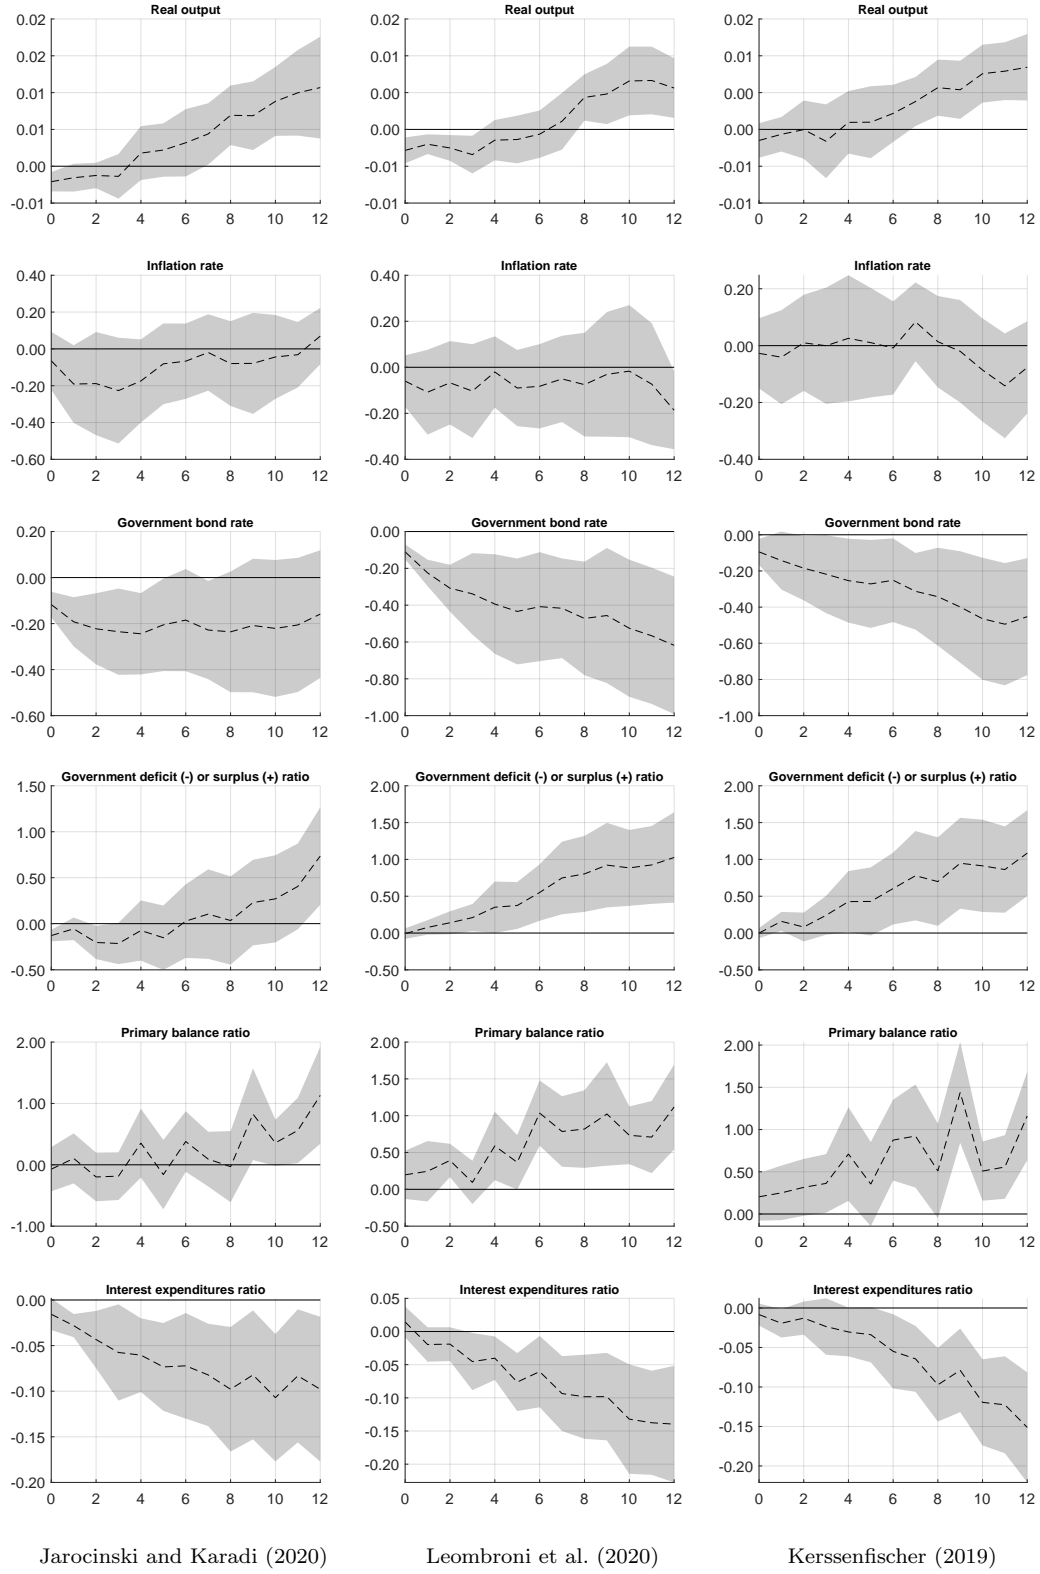 Real output Real output Real output
0.02 0.02 0.02
0.02 0.01 0.01
0.01 0.00 0.00
0.01 0.00 0.00
0.00 -0.01 -0.01
-0.01 -0.01 -0.01
0 2 4 6 8 10 12 0 2 4 6 8 10 12 0 2 4 6 8 10 12
Inflation rate Inflation rate Inflation rate
0.40 0.40 0.20
0.20 0.20 0.00
0.00 0.00 -0.20
-0.20 -0.20 -0.40
-0.40 -0.40
-0.60
0 2 4 6 8 10 12 0 2 4 6 8 10 12 0 2 4 6 8 10 12
Government bond rate Government bond rate Government bond rate
0.20 0.00 0.00
0.00 -0.20 -0.20
-0.20 -0.40 -0.40
-0.40 -0.60 -0.60
-0.60 -0.80 -0.80
-1.00 -1.00
0 2 4 6 8 10 12 0 2 4 6 8 10 12 0 2 4 6 8 10 12
Government deficit (-) or surplus (+) ratio Government deficit (-) or surplus (+) ratio Government deficit (-) or surplus (+) ratio
1.50 2.00 2.00
1.00 1.50 1.50
0.50 1.00 1.00
0.00 0.50 0.50
-0.50 0.00 0.00
-0.50 -0.50
0 2 4 6 8 10 12 0 2 4 6 8 10 12 0 2 4 6 8 10 12
Primary balance ratio Primary balance ratio Primary balance ratio
2.00 2.00 2.00
1.00 1.50 1.50
0.00 1.00 1.00
-1.00 0.50 0.50
0.00 0.00
-0.50
0 2 4 6 8 10 12 0 2 4 6 8 10 12 0 2 4 6 8 10 12
Interest expenditures ratio Interest expenditures ratio Interest expenditures ratio
0.00 0.05 0.00
-0.05 0.00 -0.05
-0.10 -0.05 -0.10
-0.15 -0.10 -0.15
-0.20 -0.15 -0.20
-0.20
0 2 4 6 8 10 12 0 2 4 6 8 10 12 0 2 4 6 8 10 12
Jarocinski and Karadi (2020) Leombroni et al. (2020) Kerssenfischer (2019)